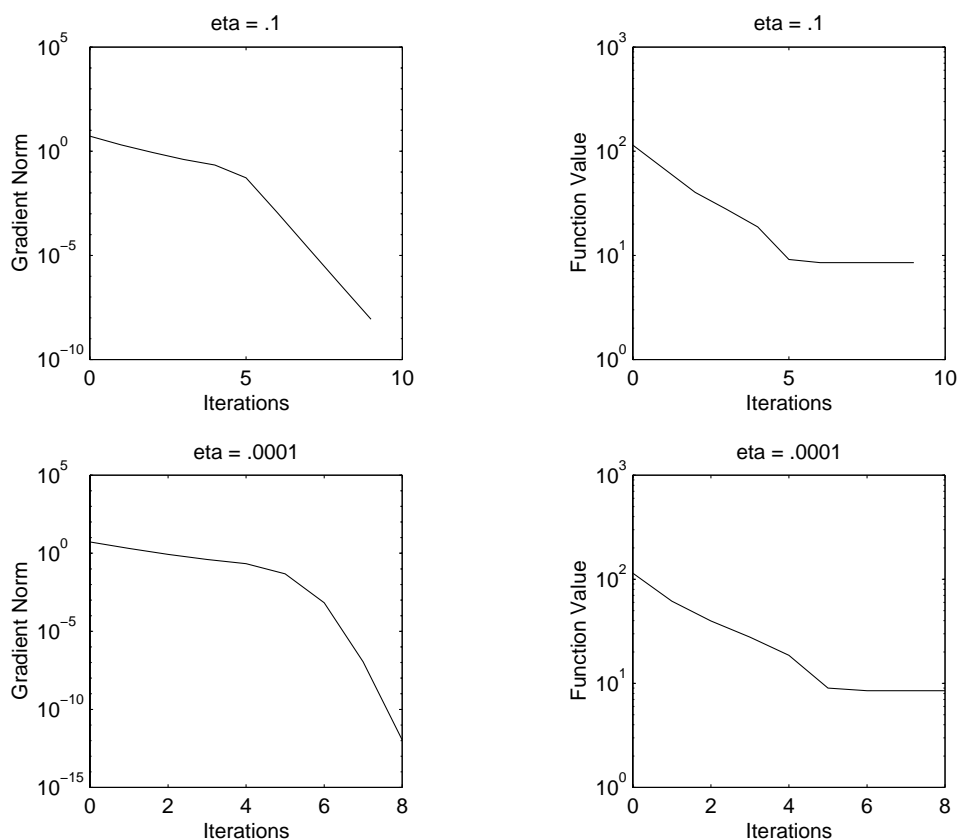 eta = .1
10^5
10^0
10^−5
10^−10
Gradient Norm
0 5 10
Iterations
eta = .1
10^3
10^2
10^1
10^0
Function Value
0 5 10
Iterations
eta = .0001
10^5
10^0
10^−5
10^−10
10^−15
Gradient Norm
0 2 4 6 8
Iterations
eta = .0001
10^3
10^2
10^1
10^0
Function Value
0 2 4 6 8
Iterations